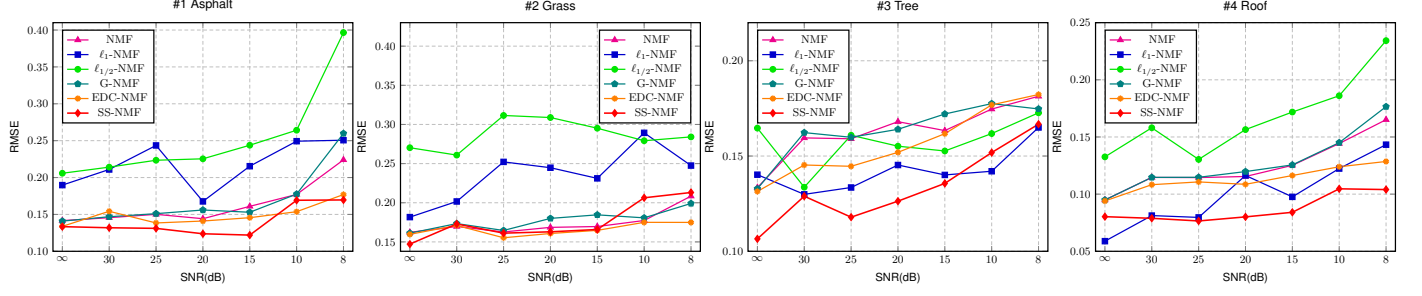 #1 Asphalt
0.40
0.35
0.30
0.25
0.20
0.15
0.10
RMSE
NMF
ℓ₁-NMF
ℓ₁/₂-NMF
G-NMF
EDC-NMF
SS-NMF
∞ 30 25 20 15 10 8
SNR(dB)
#2 Grass
0.40
0.35
0.30
0.25
0.20
0.15
RMSE
NMF
ℓ₁-NMF
ℓ₁/₂-NMF
G-NMF
EDC-NMF
SS-NMF
∞ 30 25 20 15 10 8
SNR(dB)
#3 Tree
0.20
0.15
0.10
RMSE
NMF
ℓ₁-NMF
ℓ₁/₂-NMF
G-NMF
EDC-NMF
SS-NMF
∞ 30 25 20 15 10 8
SNR(dB)
#4 Roof
0.25
0.20
0.15
0.10
0.05
RMSE
NMF
ℓ₁-NMF
ℓ₁/₂-NMF
G-NMF
EDC-NMF
SS-NMF
∞ 30 25 20 15 10 8
SNR(dB)